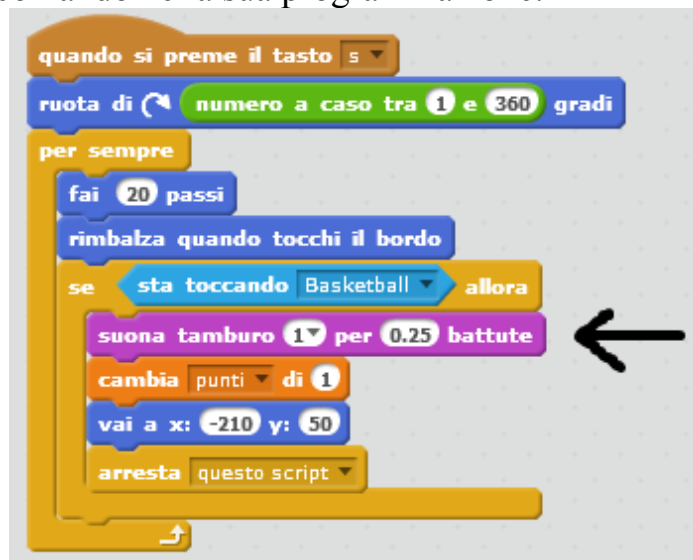 quando si preme il tasto s
ruota di numero a caso tra 1 e 360 gradi
per sempre
fai 20 passi
rimbalza quando tocchi il bordo
se sta toccando Basketball allora
suona tamburo 1 per 0.25 battute
cambia punti di 1
vai a x: -210 y: 50
arresta questo script